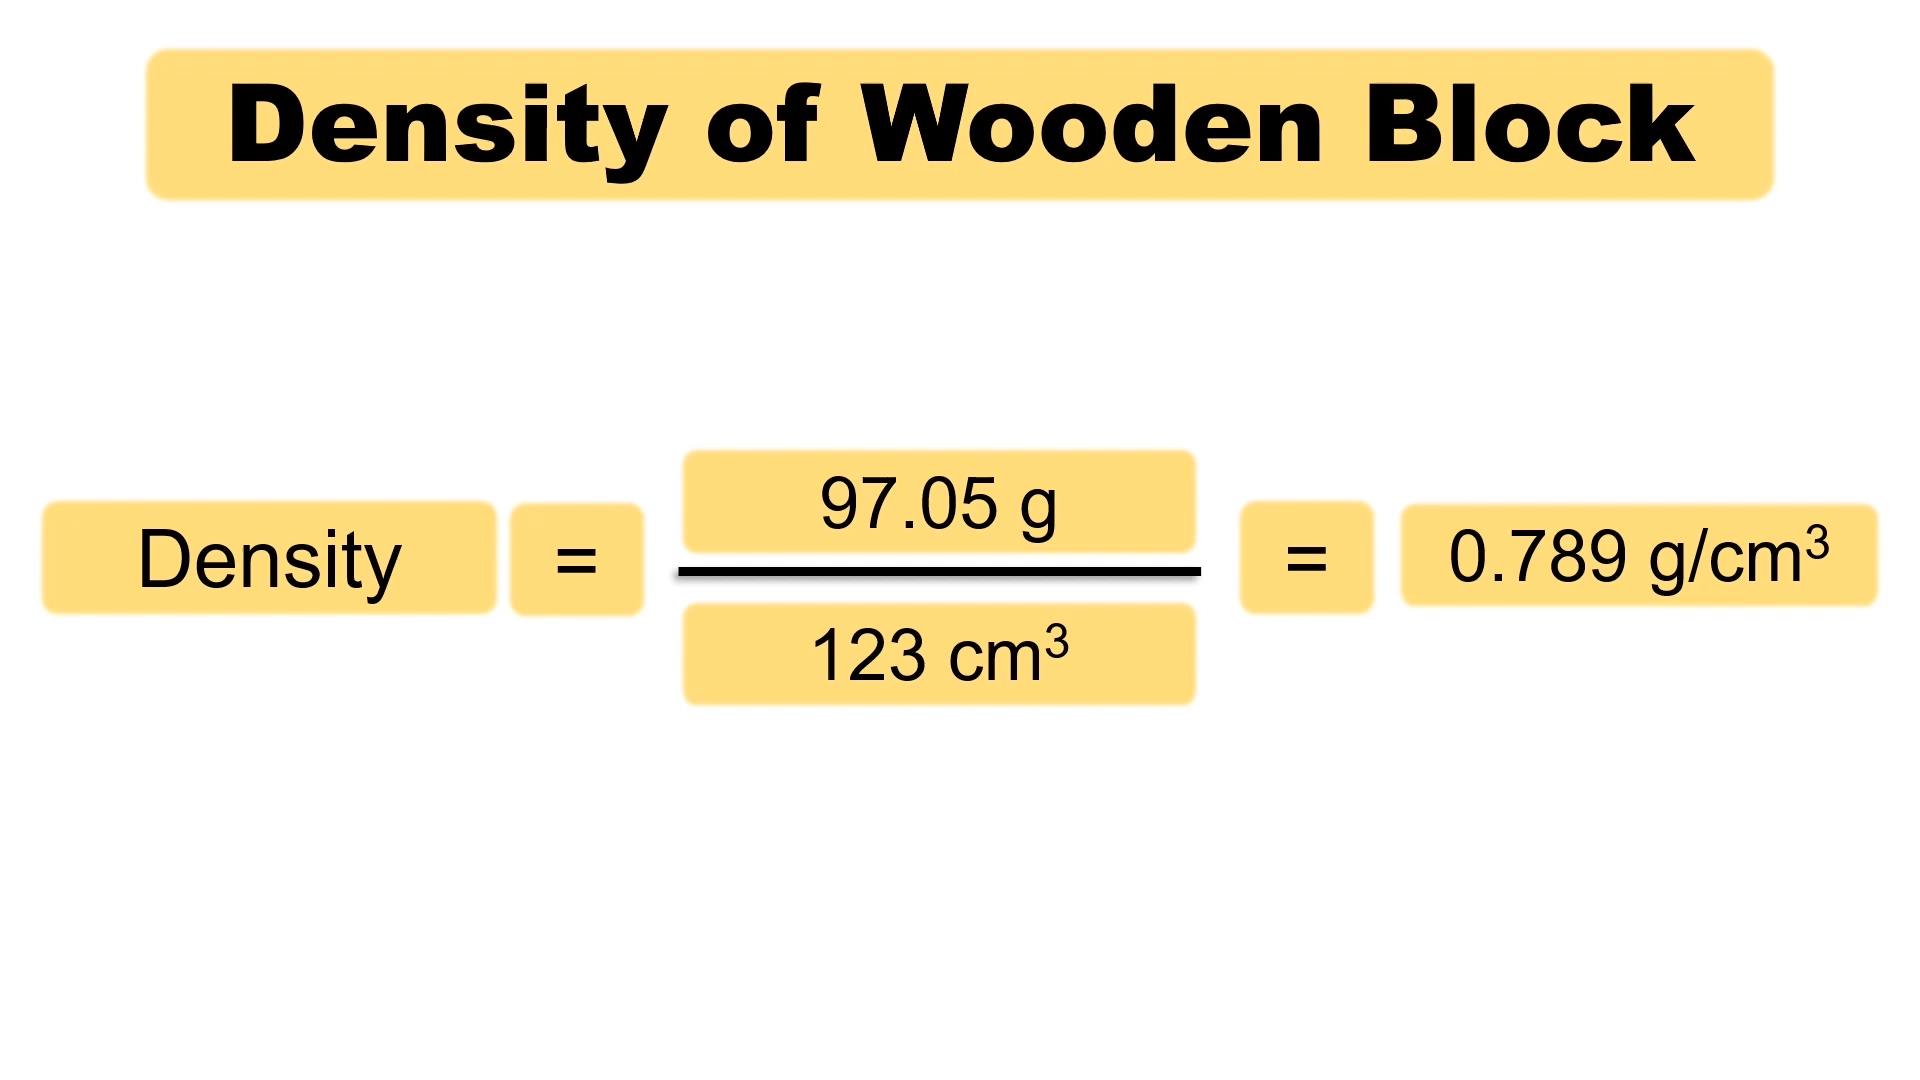 Density of Wooden Block
Density = 97.05 g = 0.789 g/cm³
123 cm³